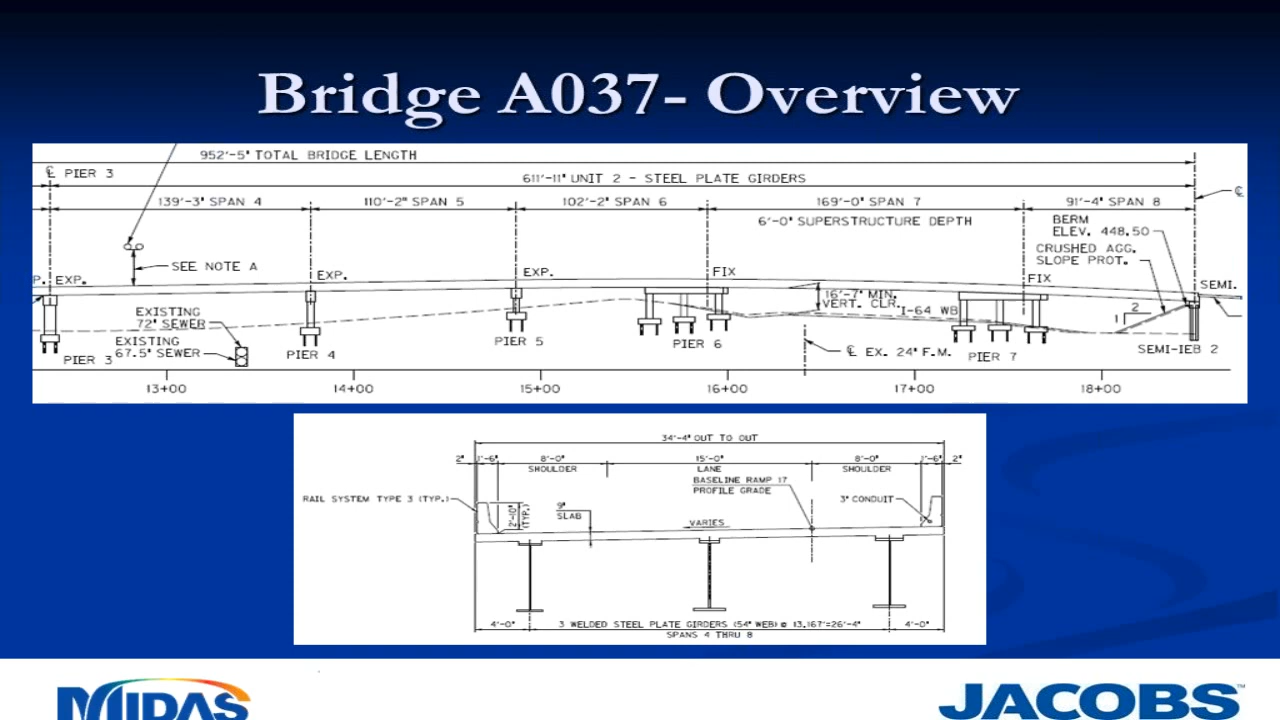 Bridge A037- Overview
952'-5" TOTAL BRIDGE LENGTH
℄ PIER 3
611'-11" UNIT 2 - STEEL PLATE GIRDERS
139'-3" SPAN 4
110'-2" SPAN 5
102'-2" SPAN 6
169'-0" SPAN 7
91'-4" SPAN 8
℄
6'-0" SUPERSTRUCTURE DEPTH
BERM
ELEV. 448.50
CRUSHED AGG.
SLOPE PROT.
SEE NOTE A
P. EXP.
EXP.
EXP.
FIX
FIX
SEMI.
16'-7" MIN.
VERT. CLR.
I-64 WB
2
1
EXISTING
72" SEWER
EXISTING
67.5" SEWER
PIER 3
PIER 4
PIER 5
PIER 6
℄ EX. 24" F.M.
PIER 7
SEMI-IEB 2
13+00
14+00
15+00
16+00
17+00
18+00
34'-4" OUT TO OUT
2"
1'-6"
8'-0"
15'-0"
8'-0"
1'-6"
2"
SHOULDER
LANE
SHOULDER
BASELINE RAMP 17
PROFILE GRADE
RAIL SYSTEM TYPE 3 (TYP.)
2'-10"
(TYP.)
9"
SLAB
3" CONDUIT
VARIES
4'-0"
3 WELDED STEEL PLATE GIRDERS (54" WEB) @ 13.167'=26'-4"
4'-0"
SPANS 4 THRU 8
MIDAS
JACOBS™